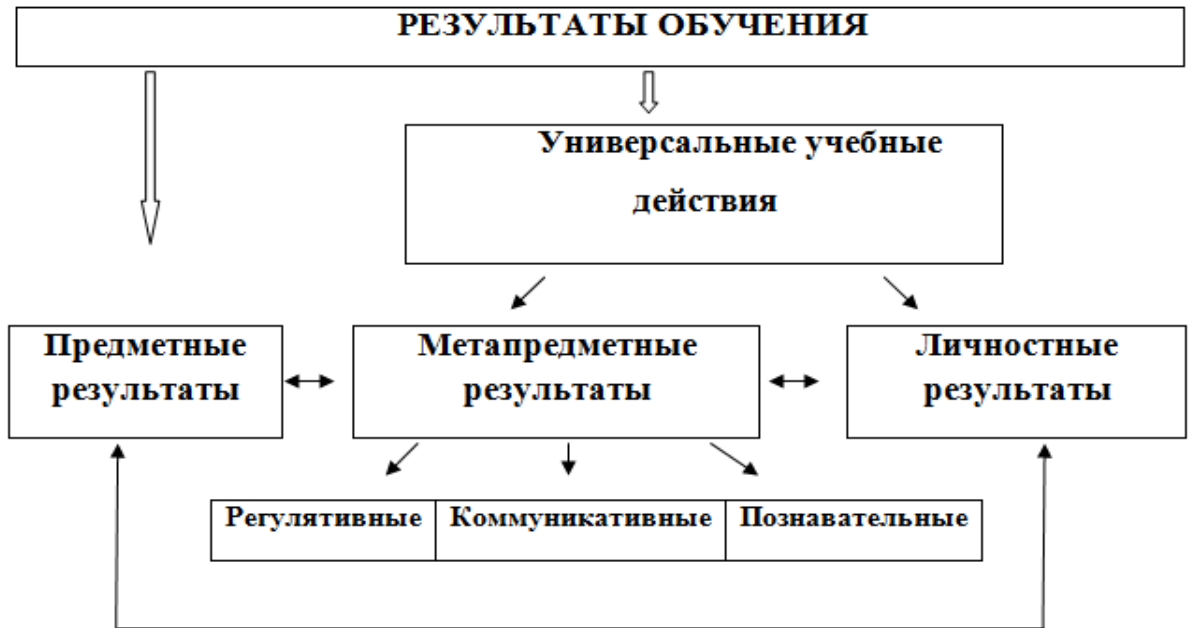 РЕЗУЛЬТАТЫ ОБУЧЕНИЯ
Универсальные учебные
действия
Предметные
результаты
Метапредметные
результаты
Личностные
результаты
Регулятивные
Коммуникативные
Познавательные